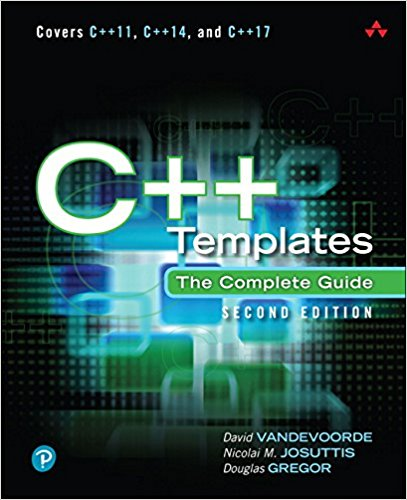 Covers C++11, C++14, and C++17
C++
Templates
The Complete Guide
SECOND EDITION
David VANDEVOORDE
Nicolai M. JOSUTTIS
Douglas GREGOR
P